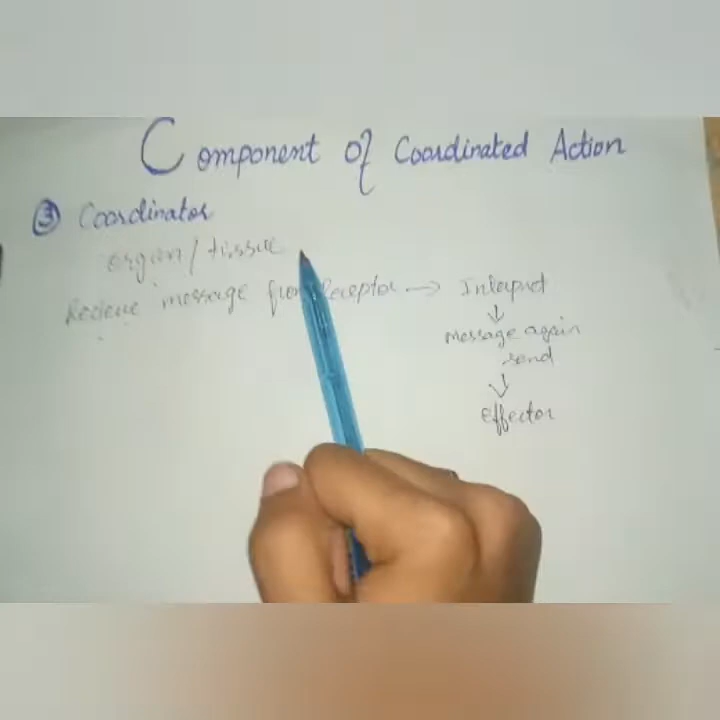 Component of Coordinated Action
③ Coordinator
organ/tissue
Recieve message from Receptor → Interpret
↓
Message again
send
↓
effector